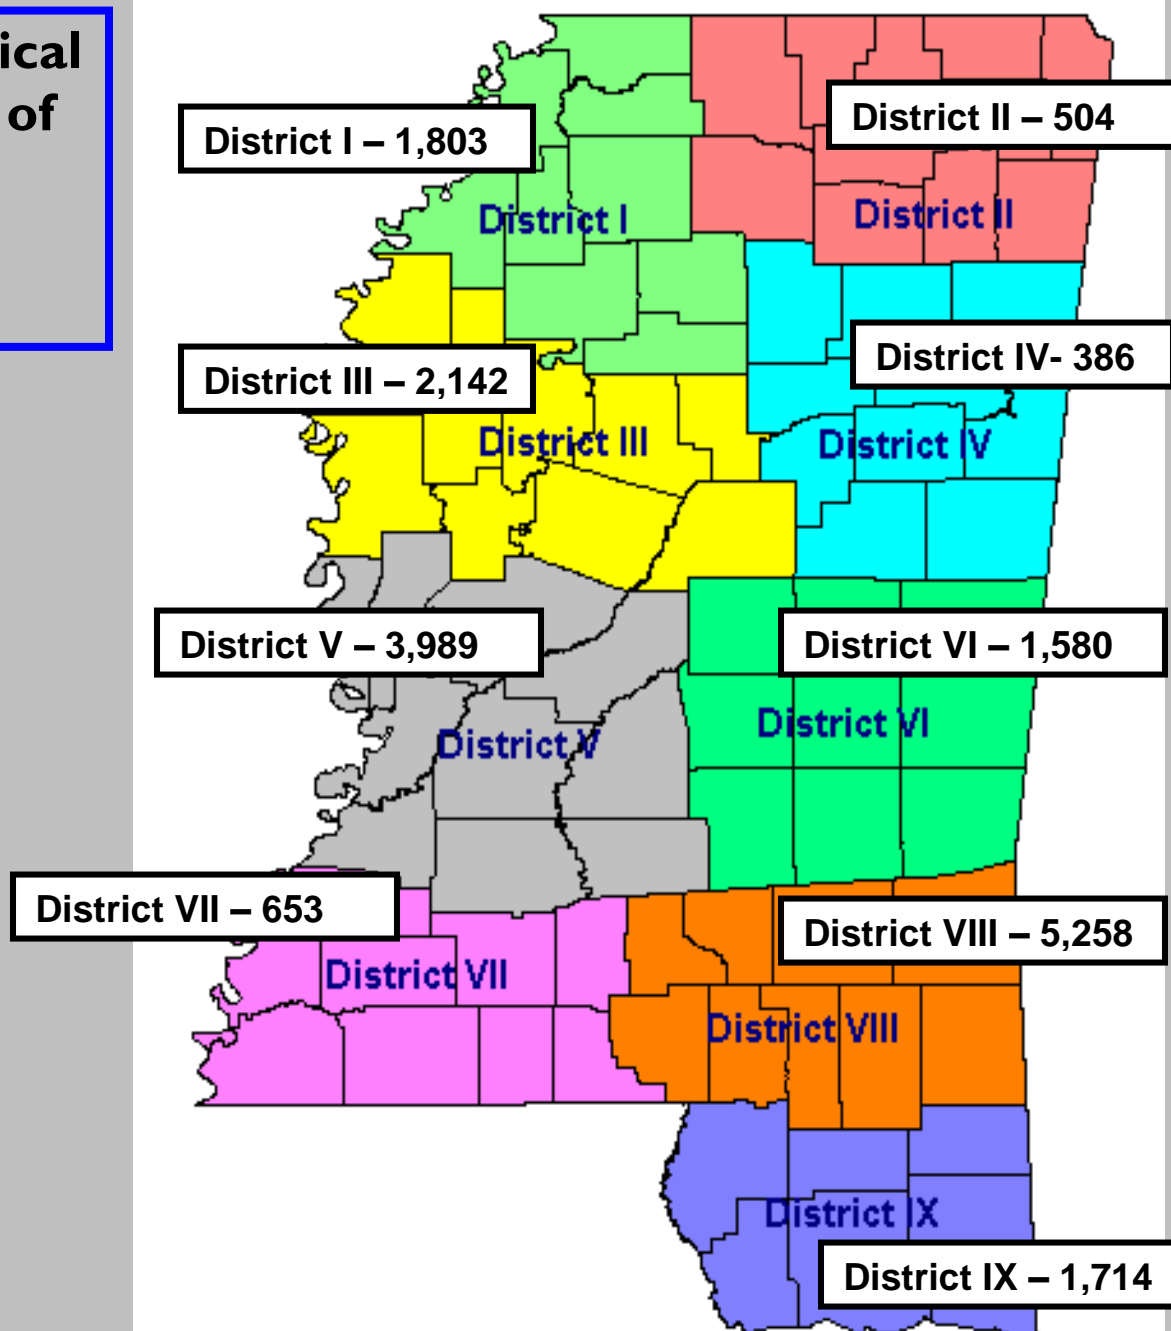 ical
of
District I – 1,803
District II – 504
District I
District II
District IV- 386
District III – 2,142
District III
District IV
District V – 3,989
District VI – 1,580
District V
District VI
District VII – 653
District VIII – 5,258
District VII
District VIII
District IX
District IX – 1,714